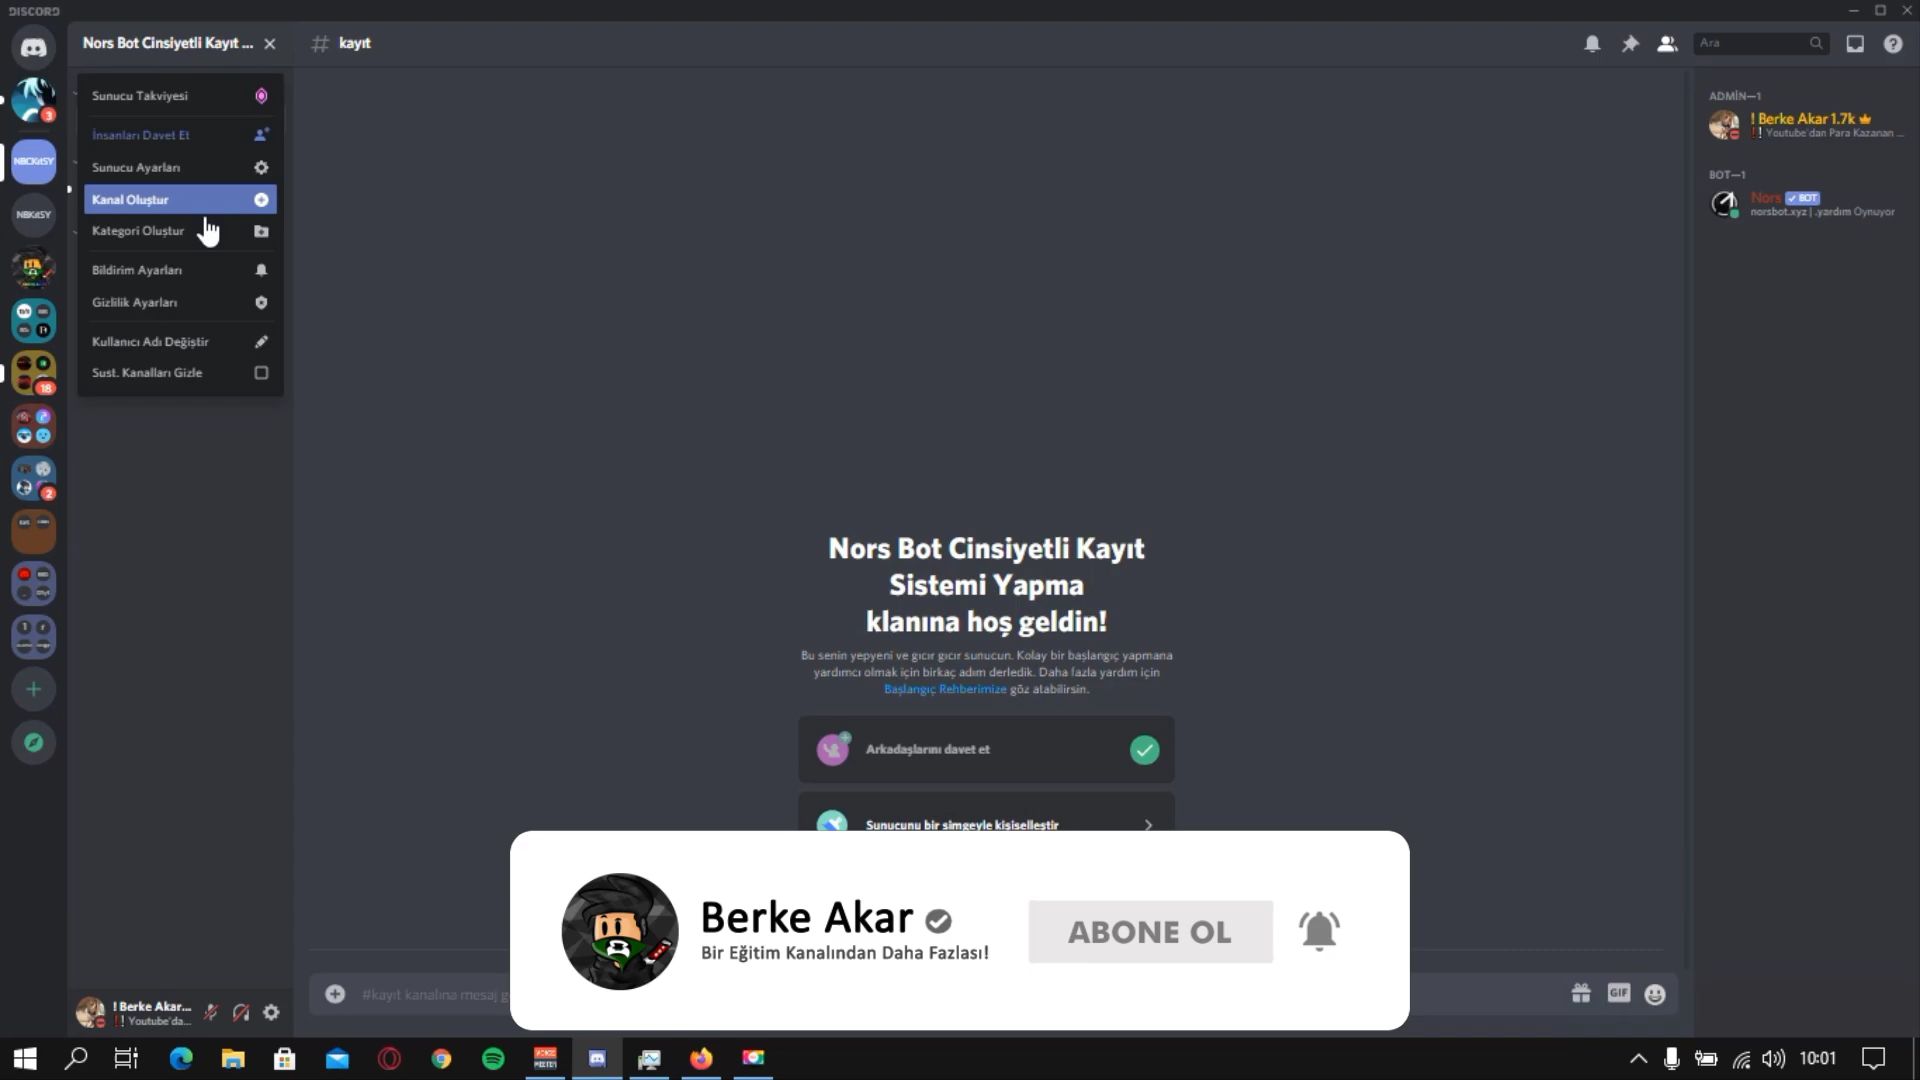 DISCORD
Nors Bot Cinsiyetli Kayıt ...
kayıt
Ara
Sunucu Takviyesi
İnsanları Davet Et
Sunucu Ayarları
Kanal Oluştur
Kategori Oluştur
Bildirim Ayarları
Gizlilik Ayarları
Kullanıcı Adı Değiştir
Sust. Kanalları Gizle
3
NBCKütSY
NBKütSY
18
2
ADMİN—1
! Berke Akar 1.7k
Youtube'dan Para Kazanan ...
BOT—1
Nors BOT
norsbot.xyz | .yardım Oynuyor
Nors Bot Cinsiyetli Kayıt
Sistemi Yapma
klanına hoş geldin!
Bu senin yepyeni ve gıcır gıcır sunucun. Kolay bir başlangıç yapmana
yardımcı olmak için birkaç adım derledik. Daha fazla yardım için
Başlangıç Rehberimize göz atabilirsin.
Arkadaşlarını davet et
Sunucunu bir simgeyle kişiselleştir
Berke Akar
Bir Eğitim Kanalından Daha Fazlası!
ABONE OL
#kayıt kanalına mesaj g
GIF
! Berke Akar...
Youtube'da...
10:01